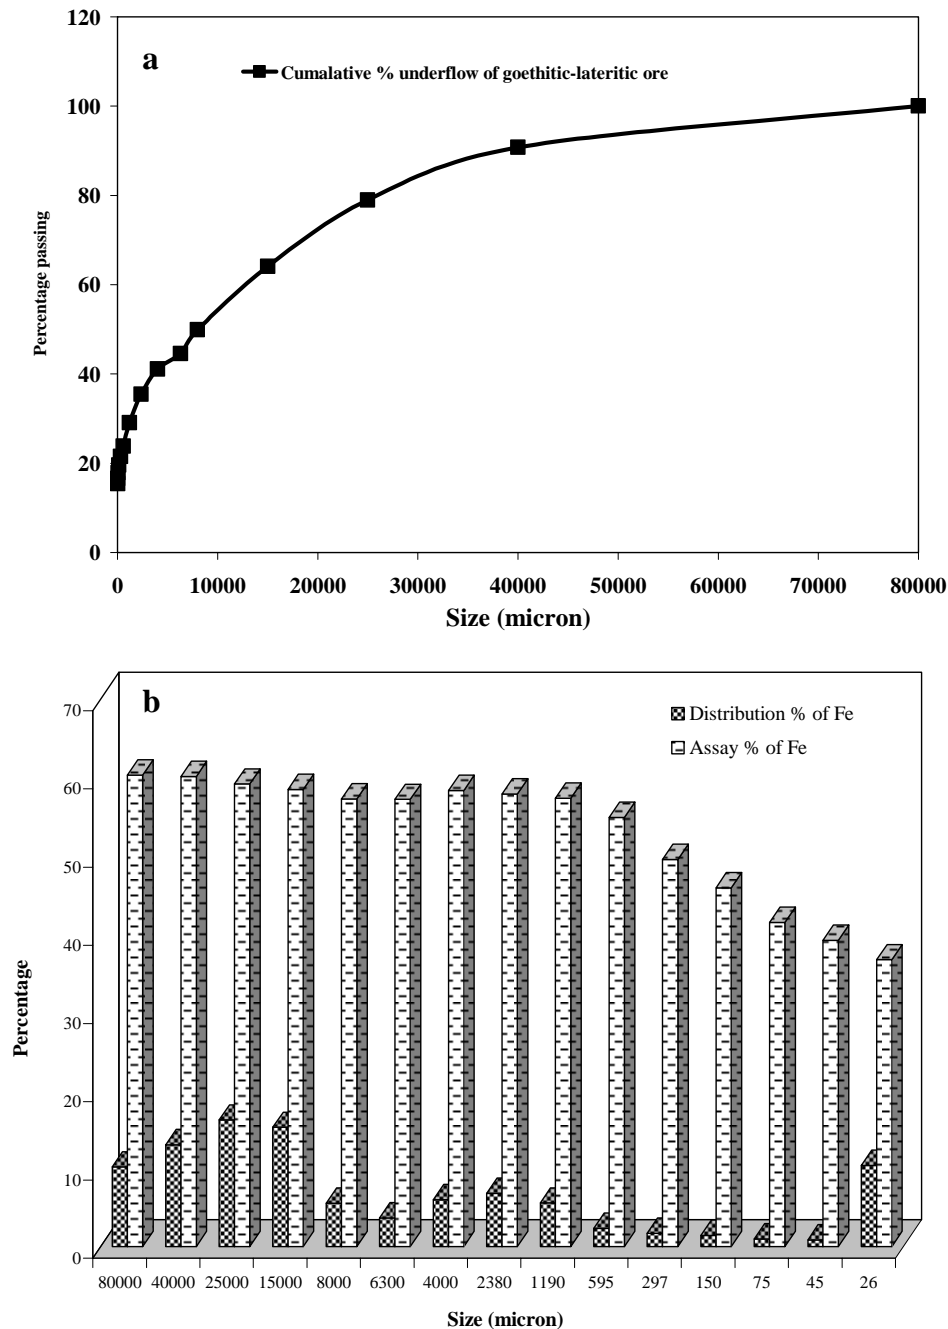 120
a
Cumalative % underflow of goethitic-lateritic ore
100
80
60
40
20
0
Percentage passing
0 10000 20000 30000 40000 50000 60000 70000 80000
Size (micron)
b
Distribution % of Fe
Assay % of Fe
70
60
50
40
30
20
10
0
Percentage
80000 40000 25000 15000 8000 6300 4000 2380 1190 595 297 150 75 45 26
Size (micron)